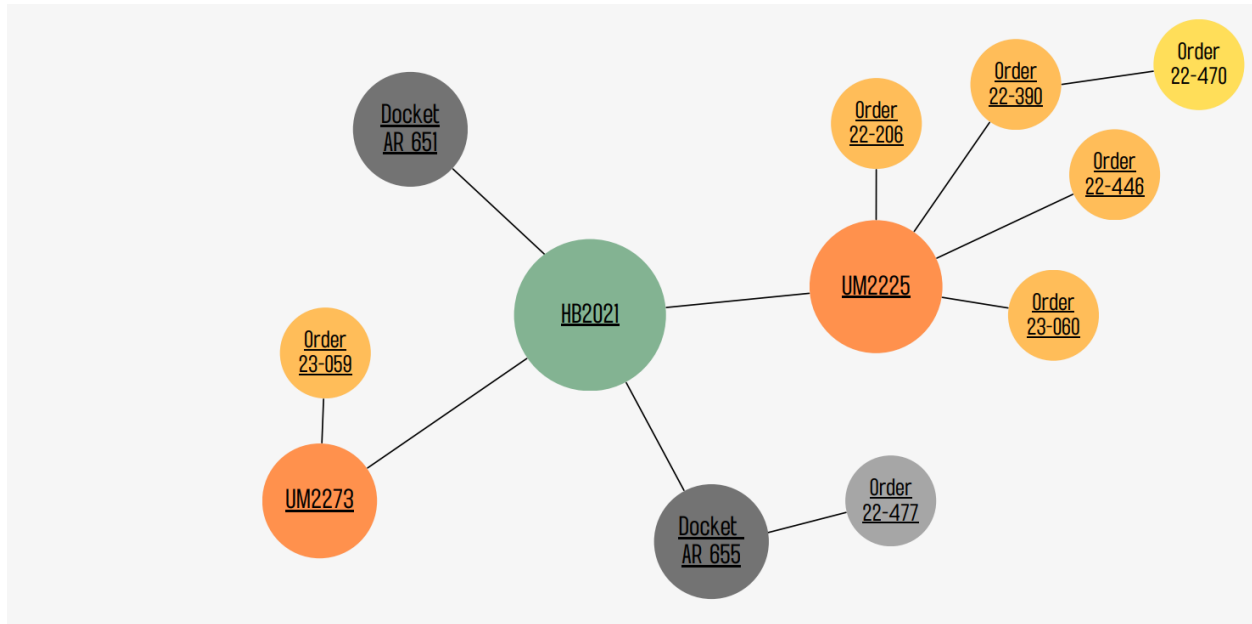 Order
22-470
Order
22-390
Docket
AR 651
Order
22-206
Order
22-446
UM2225
HB2021
Order
23-060
Order
23-059
UM2273
Order
22-477
Docket
AR 655